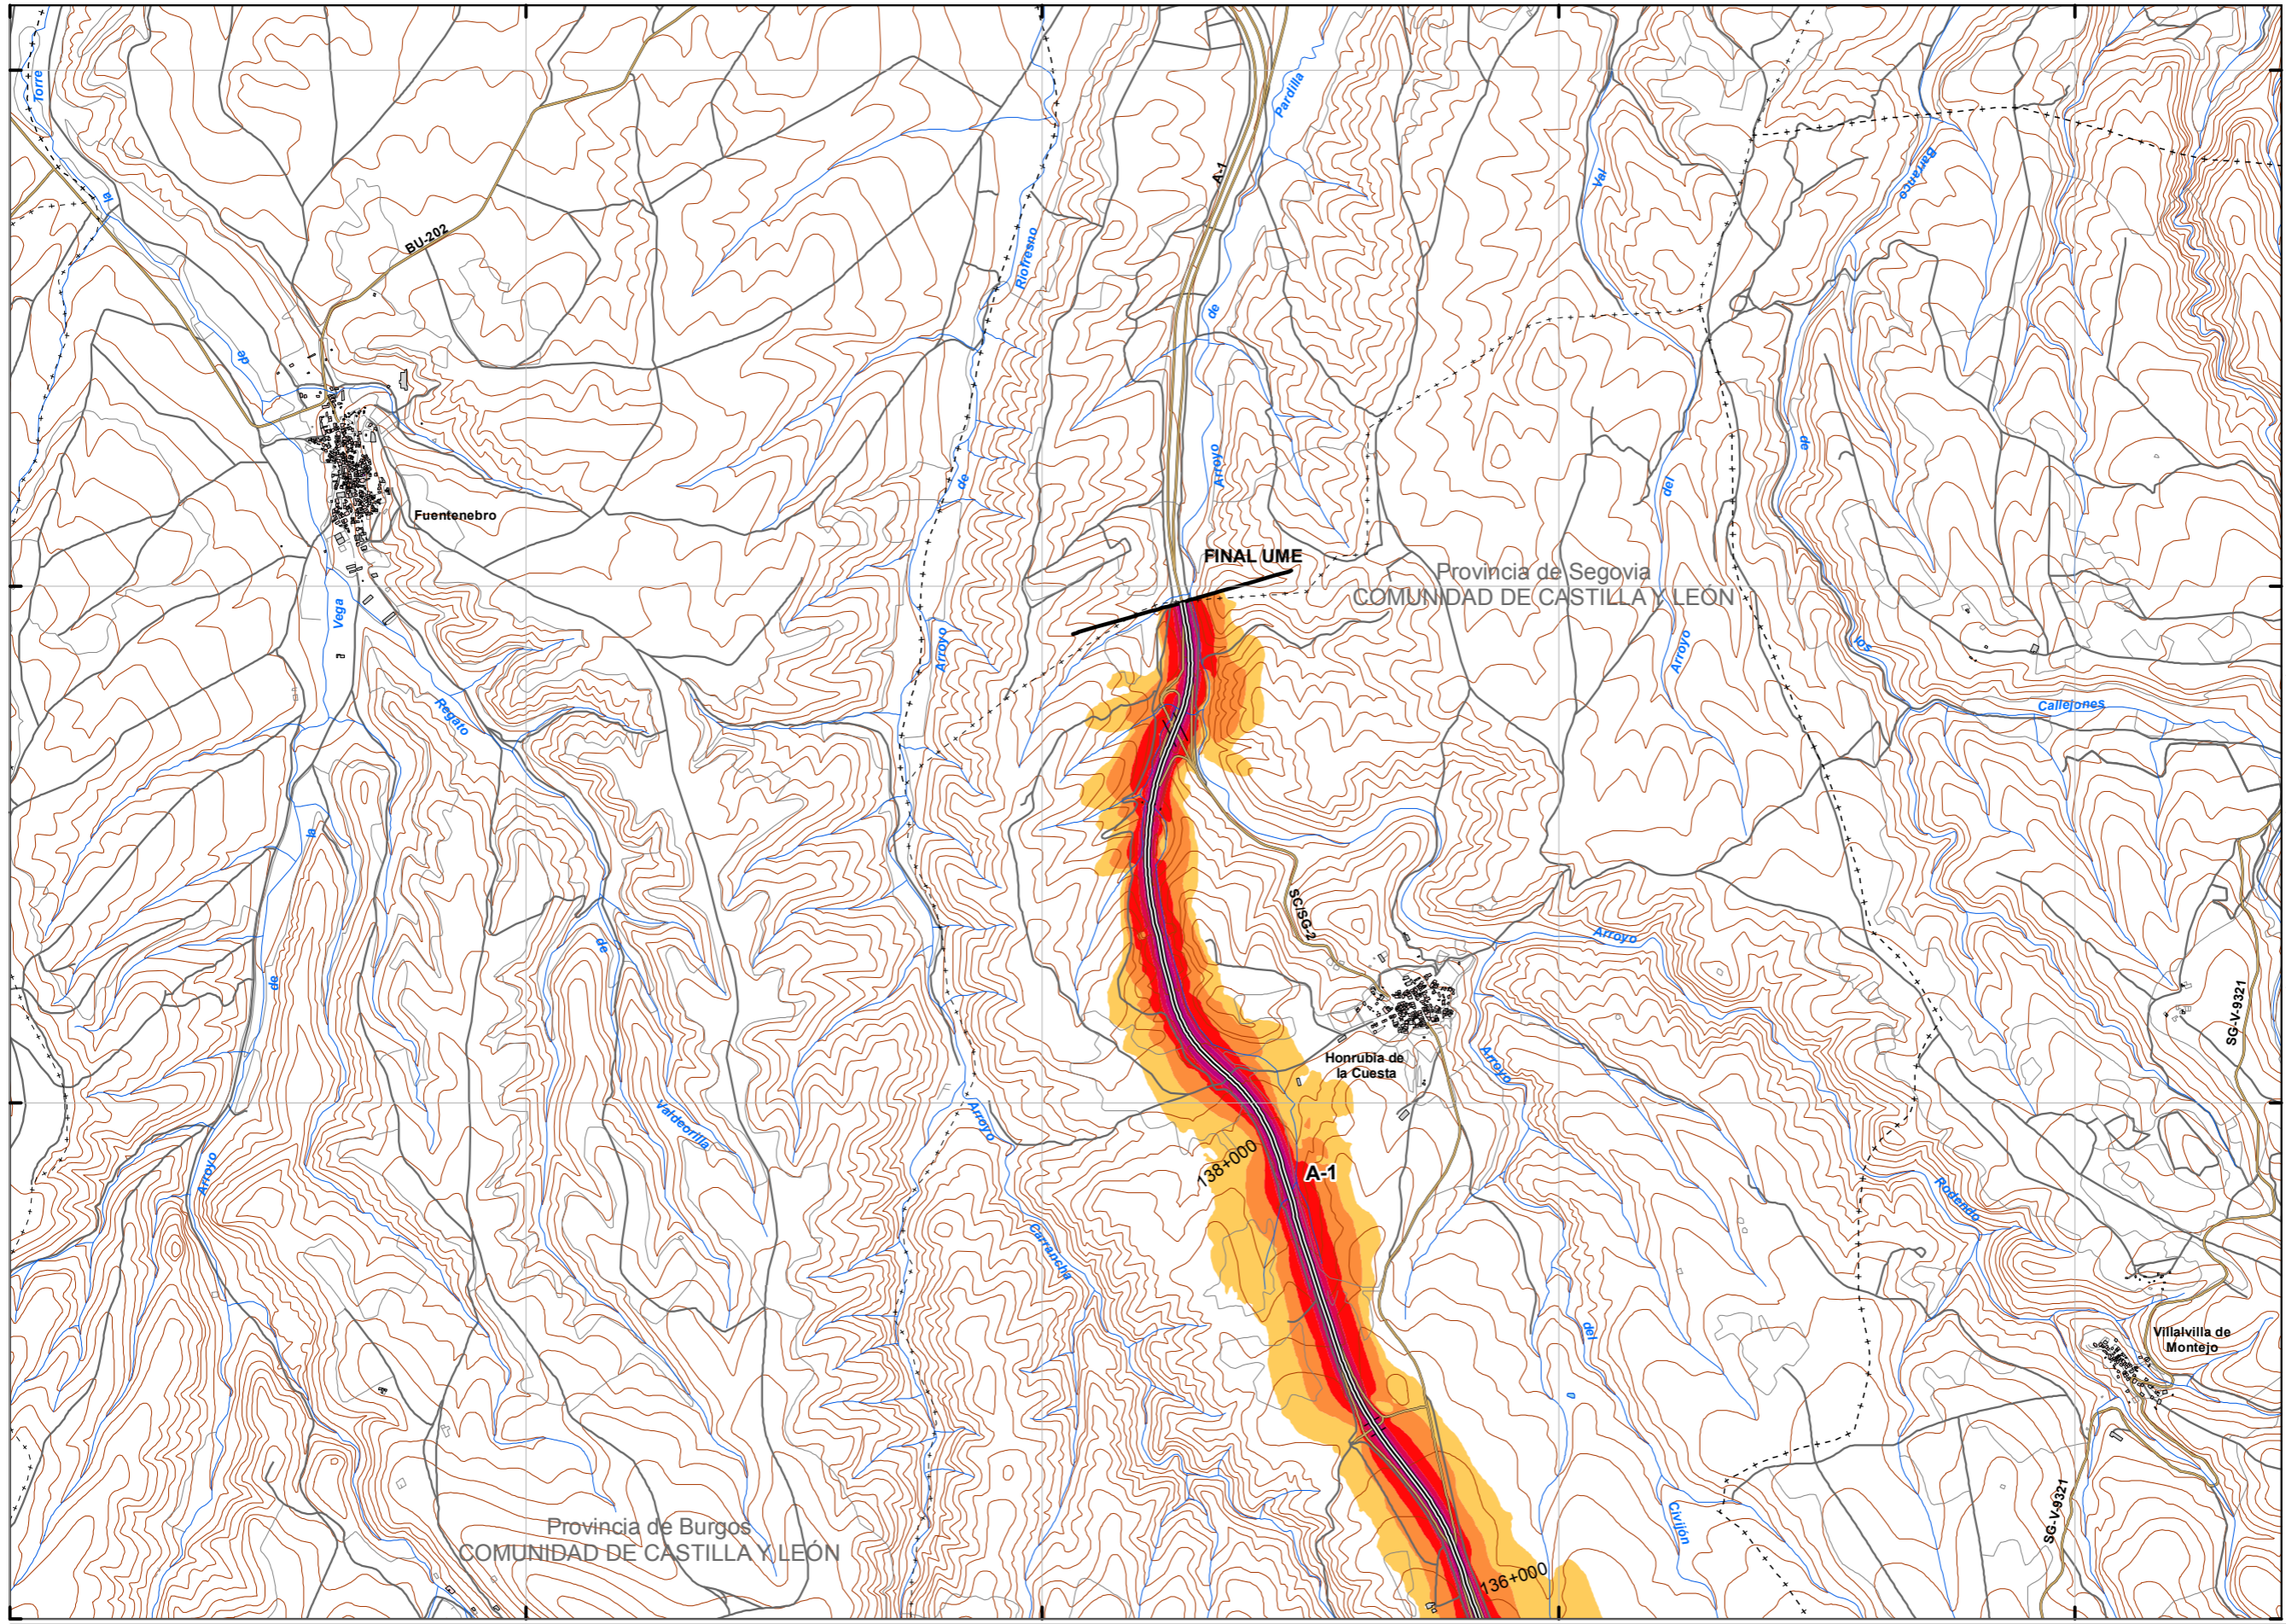 Torre
la
de
BU-202
Fuentenebro
Vega
Regato
la
de
de
Valdeorilla
Arroyo
Riofresno
de
Arroyo
Arroyo
Carrancha
A-1
Pardilla
de
Arroyo
FINAL UME
Provincia de Segovia
COMUNIDAD DE CASTILLA Y LEÓN
Val
del
Arroyo
Barranco
de
los
Callejones
SC/SG-2
Arroyo
Honrubia de
la Cuesta
Arroyo
138+000
A-1
del
Civijón
136+000
Rodendo
SG-V-9321
Villalvilla de
Montejo
SG-V-9321
Provincia de Burgos
COMUNIDAD DE CASTILLA Y LEÓN